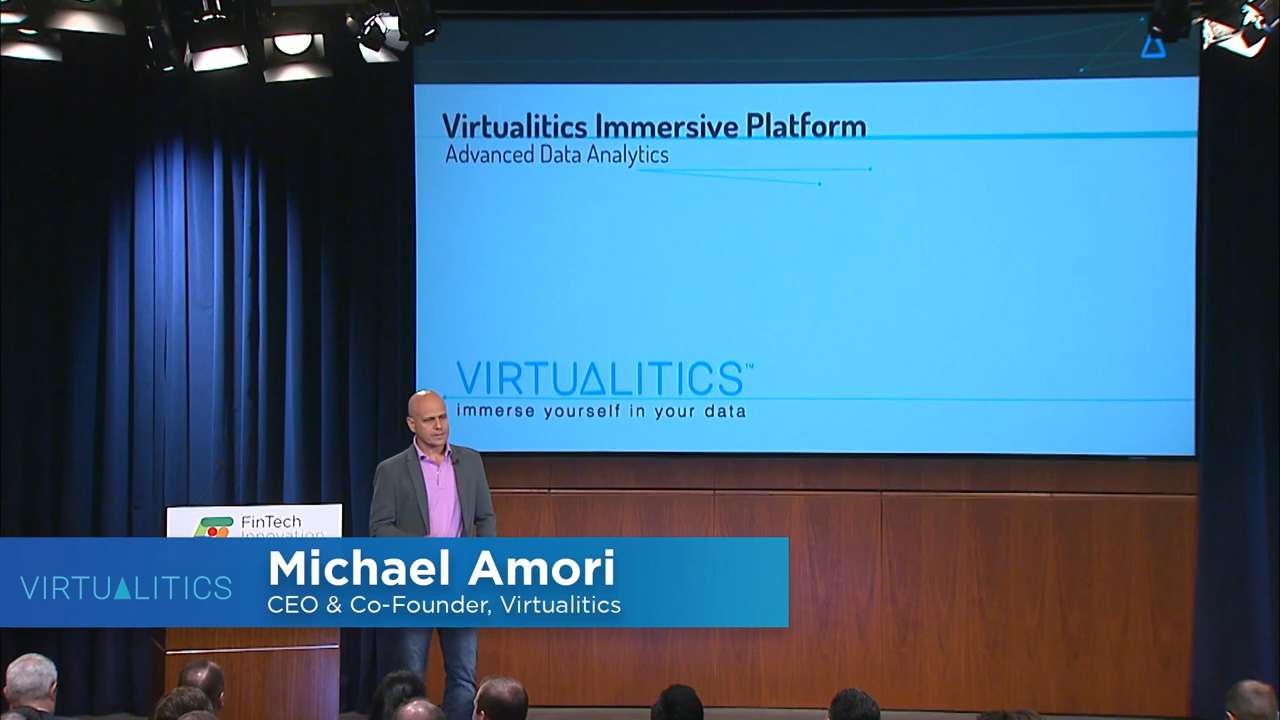 Virtualitics Immersive Platform
Advanced Data Analytics
VIRTUALITICS™
immerse yourself in your data
FinTech
Innovation
VIRTUALITICS
Michael Amori
CEO & Co-Founder, Virtualitics